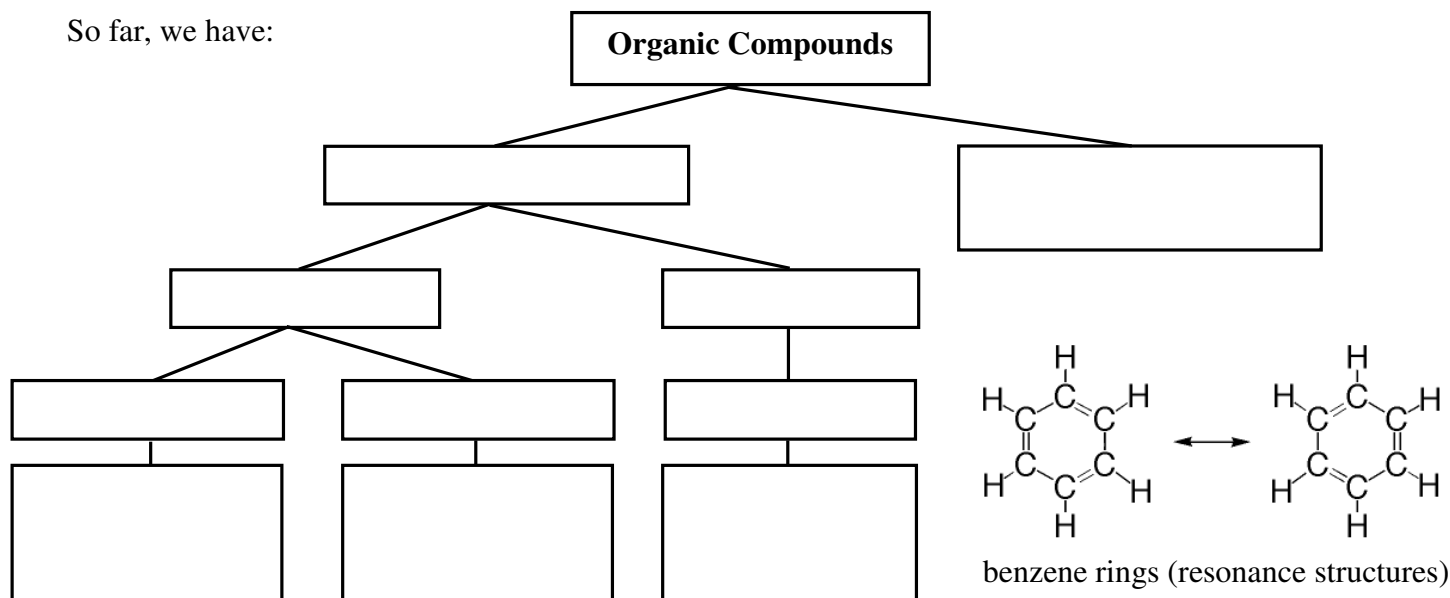 So far, we have:
Organic Compounds
H H
H C H H C H
C C C C
C C C C
H C H H C H
H H
benzene rings (resonance structures)